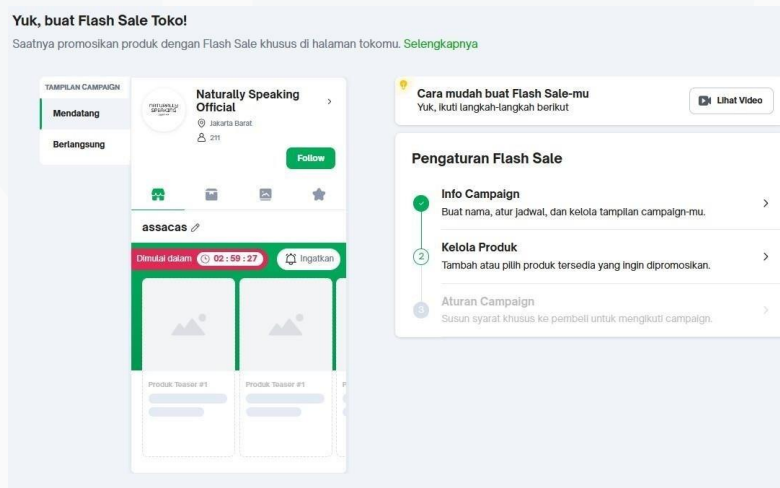 Yuk, buat Flash Sale Toko!
Saatnya promosikan produk dengan Flash Sale khusus di halaman tokomu. Selengkapnya
TAMPILAN CAMPAIGN
Mendatang
Berlangsung
NATURALLY
SPEAKING
Naturally Speaking
Official
Jakarta Barat
211
Follow
assacas
Dimulai dalam 02 : 59 : 27
Ingatkan
Produk Teaser #1
Produk Teaser #1
P
Cara mudah buat Flash Sale-mu
Yuk, ikuti langkah-langkah berikut
Lihat Video
Pengaturan Flash Sale
Info Campaign
Buat nama, atur jadwal, dan kelola tampilan campaign-mu.
2
Kelola Produk
Tambah atau pilih produk tersedia yang ingin dipromosikan.
3
Aturan Campaign
Susun syarat khusus ke pembeli untuk mengikuti campaign.